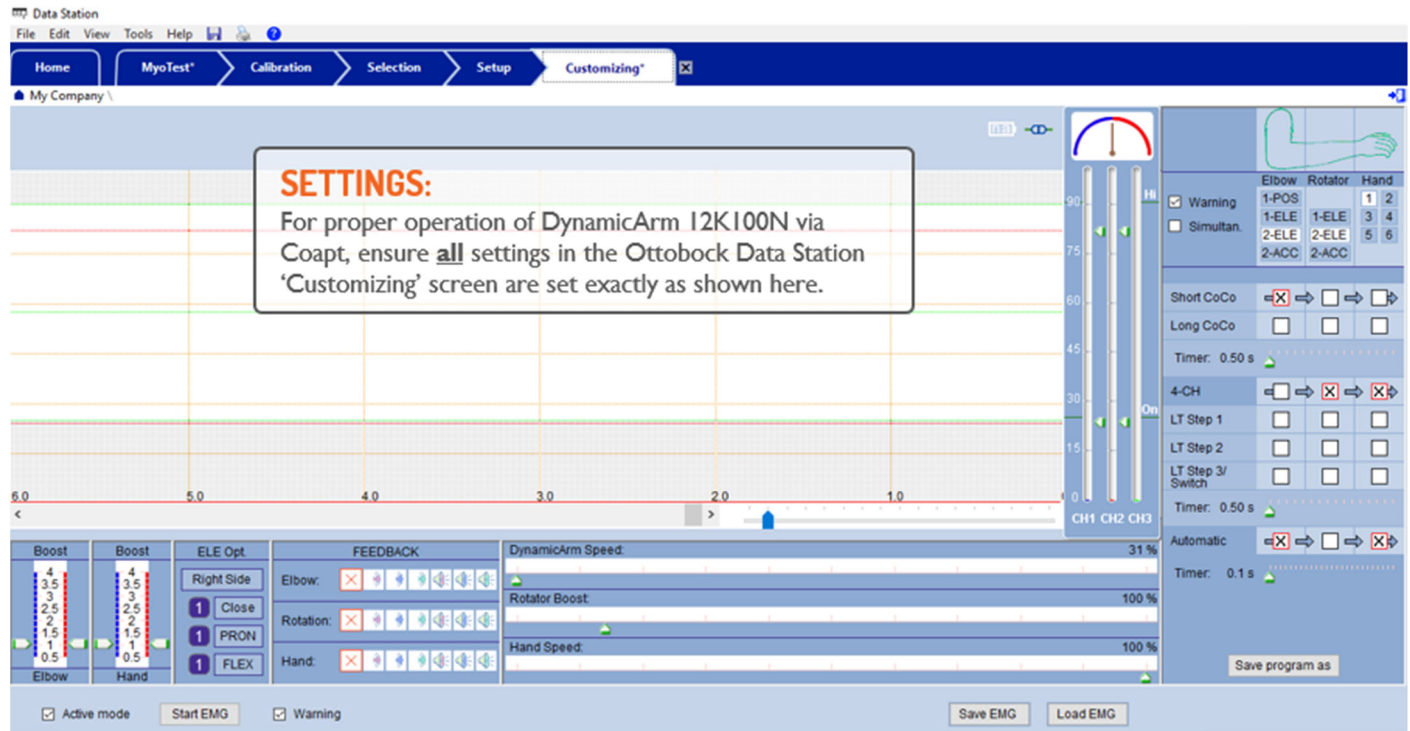 Data Station
File Edit View Tools Help
Home MyoTest* Calibration Selection Setup Customizing*
My Company \
SETTINGS:
For proper operation of DynamicArm 12K100N via
Coapt, ensure all settings in the Ottobock Data Station
‘Customizing’ screen are set exactly as shown here.
6.0 5.0 4.0 3.0 2.0 1.0
90
75
60
45
30
15
0
Hi
On
CH1 CH2 CH3
Elbow Rotator Hand
Warning 1-POS 1 2
Simultan. 1-ELE 1-ELE 3 4
2-ELE 2-ELE 5 6
2-ACC 2-ACC
Short CoCo
Long CoCo
Timer: 0.50 s
4-CH
LT Step 1
LT Step 2
LT Step 3/
Switch
Timer: 0.50 s
Automatic
Timer: 0.1 s
Save program as
Boost Boost ELE Opt. FEEDBACK
4 4
3.5 3.5
3 3
2.5 2.5
2 2
1.5 1.5
1 1
0.5 0.5
Elbow Hand
Right Side
1 Close
1 PRON
1 FLEX
Elbow:
Rotation:
Hand:
DynamicArm Speed: 31 %
Rotator Boost: 100 %
Hand Speed: 100 %
Active mode Start EMG Warning Save EMG Load EMG